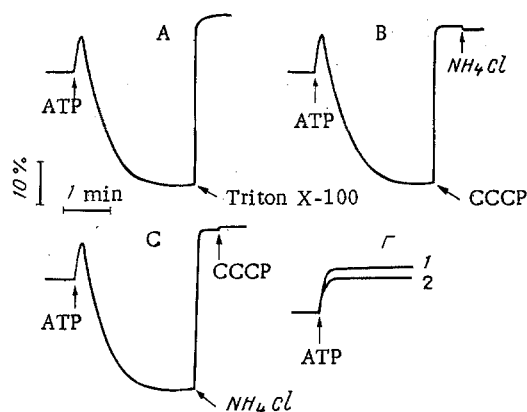 A
ATP
Triton X-100
10%
1 min
B
ATP
NH4Cl
CCCP
C
ATP
CCCP
NH4Cl
Г
1
2
ATP